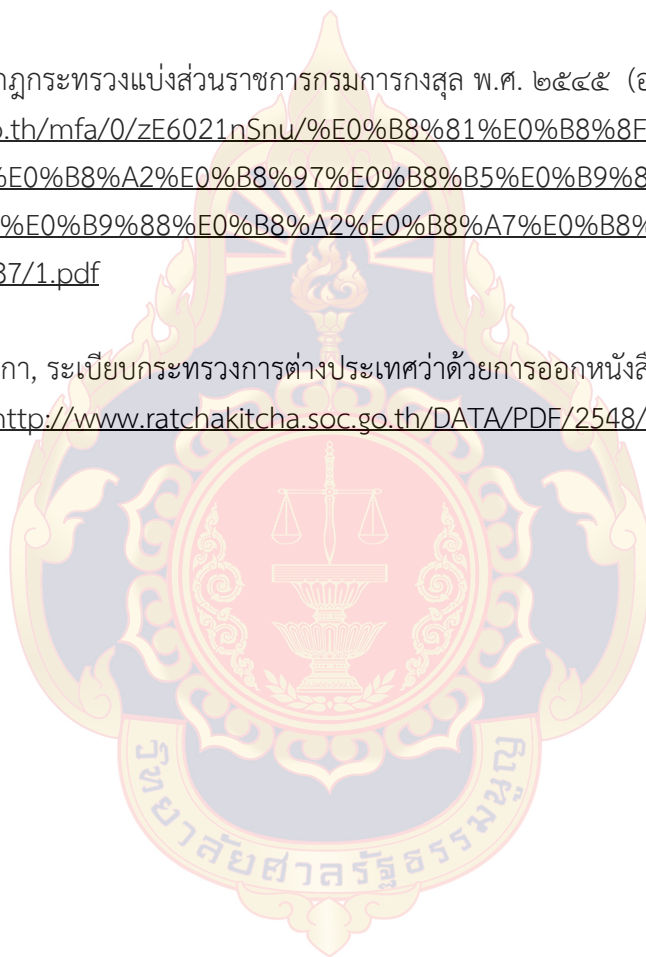 กฎกระทรวงแบ่งส่วนราชการกรมการกงสุล พ.ศ. ๒๕๔๕ (อ
o.th/mfa/0/zE6021nSnu/%E0%B8%81%E0%B8%8F
%E0%B8%A2%E0%B8%97%E0%B8%B5%E0%B9%8
%E0%B9%88%E0%B8%A2%E0%B8%A7%E0%B8%
37/1.pdf
กา, ระเบียบกระทรวงการต่างประเทศว่าด้วยการออกหนังสื
http://www.ratchakitcha.soc.go.th/DATA/PDF/2548/
วิทยาลัยศาลรัฐธรรมนูญ